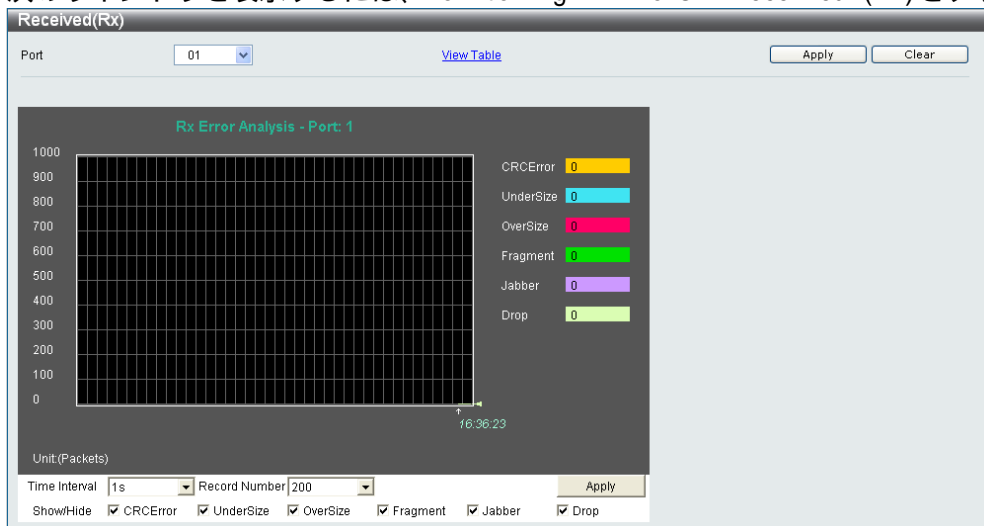 Received(Rx)
Port 01 View Table Apply Clear
Rx Error Analysis - Port: 1
1000
900
800
700
600
500
400
300
200
100
0
CRCError 0
UnderSize 0
OverSize 0
Fragment 0
Jabber 0
Drop 0
16:36:23
Unit:(Packets)
Time Interval 1s Record Number 200 Apply
Show/Hide CRCError UnderSize OverSize Fragment Jabber Drop